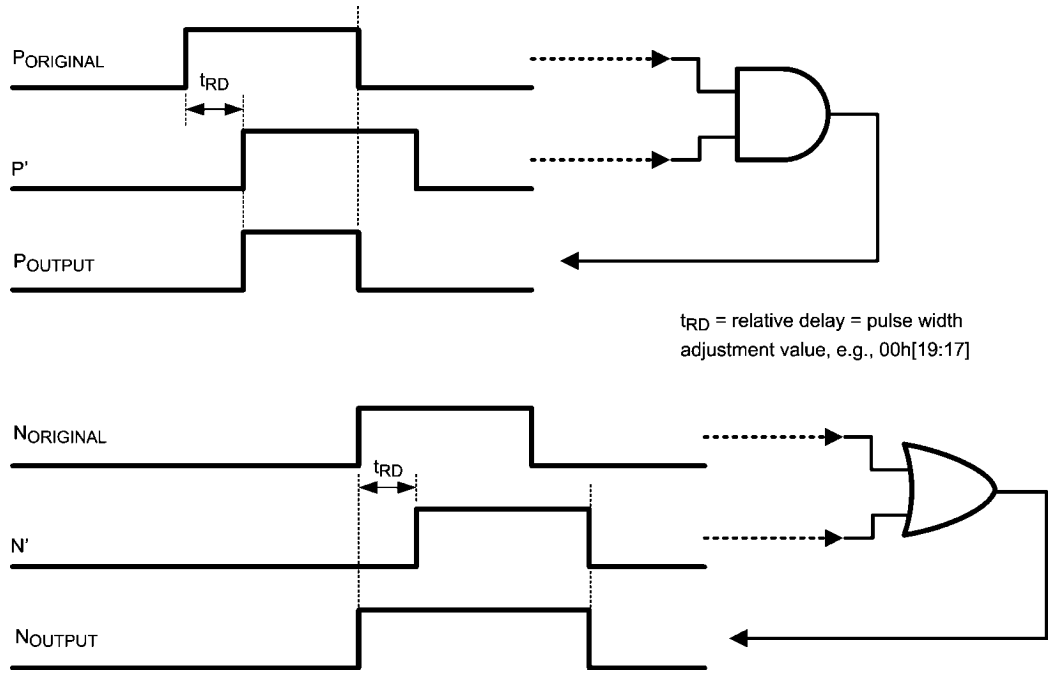 PORIGINAL
tRD
P'
POUTPUT
tRD = relative delay = pulse width
adjustment value, e.g., 00h[19:17]
NORIGINAL
tRD
N'
NOUTPUT